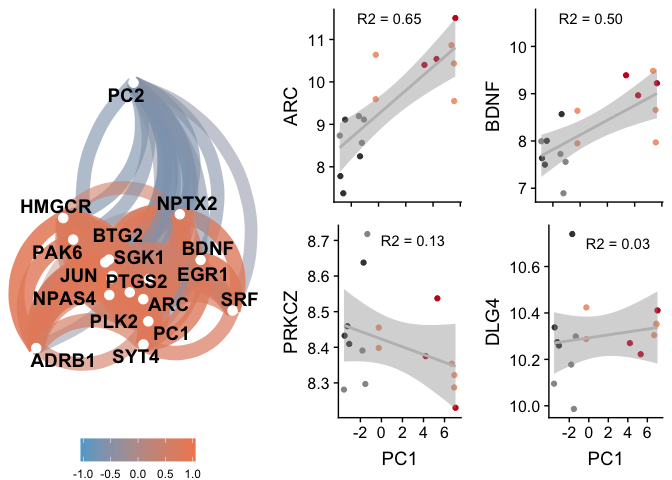 PC2
HMGCR
NPTX2
BTG2
PAK6
SGK1
BDNF
JUN
PTGS2
EGR1
NPAS4
ARC
SRF
PLK2
PC1
ADRB1
SYT4
-1.0 -0.5 0.0 0.5 1.0
R2 = 0.65
ARC
11
10
9
8
R2 = 0.50
BDNF
10
9
8
7
R2 = 0.13
PRKCZ
8.7
8.6
8.5
8.4
8.3
-2 0 2 4 6
PC1
R2 = 0.03
DLG4
10.6
10.4
10.2
10.0
-2 0 2 4 6
PC1